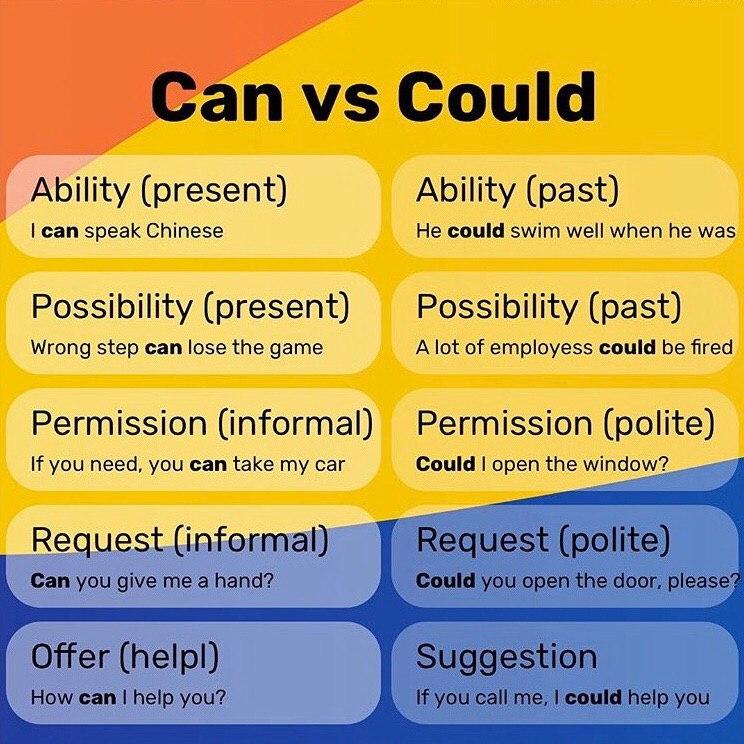 Can vs Could
Ability (present)
I can speak Chinese
Ability (past)
He could swim well when he was
Possibility (present)
Wrong step can lose the game
Possibility (past)
A lot of employess could be fired
Permission (informal)
If you need, you can take my car
Permission (polite)
Could I open the window?
Request (informal)
Can you give me a hand?
Request (polite)
Could you open the door, please?
Offer (helpl)
How can I help you?
Suggestion
If you call me, I could help you